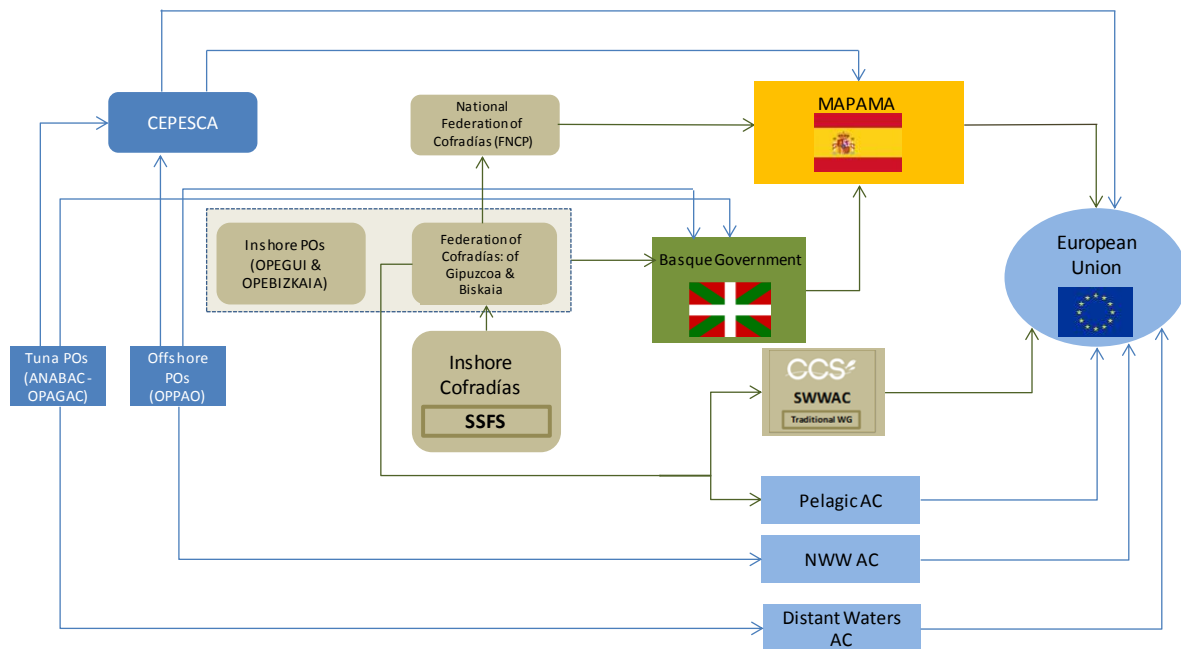 CEPESCA
National
Federation of
Cofradías (FNCP)
MAPAMA
Inshore POs
(OPEGUI &
OPEBIZKAIA)
Federation of
Cofradías: of
Gipuzcoa &
Biskaia
Basque Government
European
Union
Tuna POs
(ANABAC -
OPAGAC)
Offshore
POs
(OPPAO)
Inshore
Cofradías
SSFS
CCS
SWWAC
Traditional WG
Pelagic AC
NWW AC
Distant Waters
AC